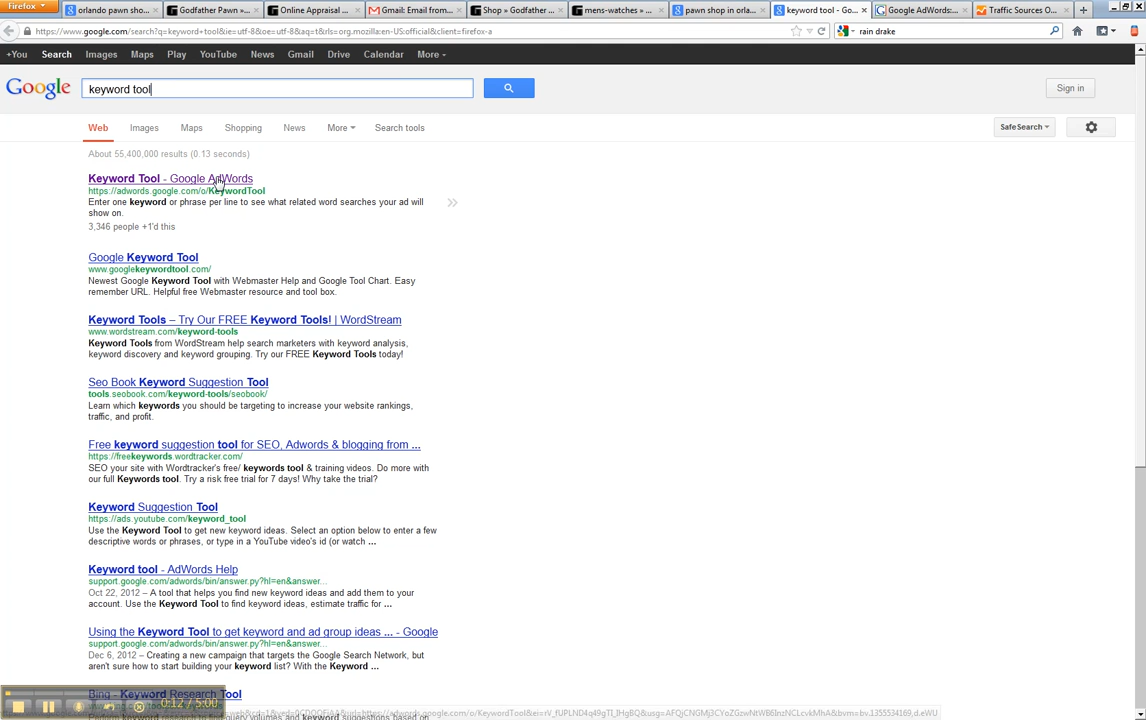 Firefox
orlando pawn sho...
Godfather Pawn »...
Online Appraisal ...
Gmail: Email from...
Shop » Godfather ...
mens-watches » ...
pawn shop in orla...
keyword tool - Go...
Google AdWords:...
Traffic Sources O...
https://www.google.com/search?q=keyword+tool&ie=utf-8&oe=utf-8&aq=t&rls=org.mozilla:en-US:official&client=firefox-a
rain drake
+You Search Images Maps Play YouTube News Gmail Drive Calendar More
Google
keyword tool
Sign in
Web Images Maps Shopping News More Search tools
SafeSearch
About 55,400,000 results (0.13 seconds)
Keyword Tool - Google AdWords
https://adwords.google.com/o/KeywordTool
Enter one keyword or phrase per line to see what related word searches your ad will
show on.
3,346 people +1'd this
Google Keyword Tool
www.googlekeywordtool.com/
Newest Google Keyword Tool with Webmaster Help and Google Tool Chart. Easy
remember URL. Helpful free Webmaster resource and tool box.
Keyword Tools – Try Our FREE Keyword Tools! | WordStream
www.wordstream.com/keyword-tools
Keyword Tools from WordStream help search marketers with keyword analysis,
keyword discovery and keyword grouping. Try our FREE Keyword Tools today!
Seo Book Keyword Suggestion Tool
tools.seobook.com/keyword-tools/seobook/
Learn which keywords you should be targeting to increase your website rankings,
traffic, and profit.
Free keyword suggestion tool for SEO, Adwords & blogging from ...
https://freekeywords.wordtracker.com/
SEO your site with Wordtracker's free/ keywords tool & training videos. Do more with
our full Keywords tool. Try a risk free trial for 7 days! Why take the trial?
Keyword Suggestion Tool
https://ads.youtube.com/keyword_tool
Use the Keyword Tool to get new keyword ideas. Select an option below to enter a few
descriptive words or phrases, or type in a YouTube video's id (or watch ...
Keyword tool - AdWords Help
support.google.com/adwords/bin/answer.py?hl=en&answer...
Oct 22, 2012 – A tool that helps you find new keyword ideas and add them to your
account. Use the Keyword Tool to find keyword ideas, estimate traffic for ...
Using the Keyword Tool to get keyword and ad group ideas ... - Google
support.google.com/adwords/bin/answer.py?hl=en&answer...
Dec 6, 2012 – Creating a new campaign that targets the Google Search Network, but
aren't sure how to start building your keyword list? With the Keyword ...
Bing - Keyword Research Tool
0:12 / 5:00